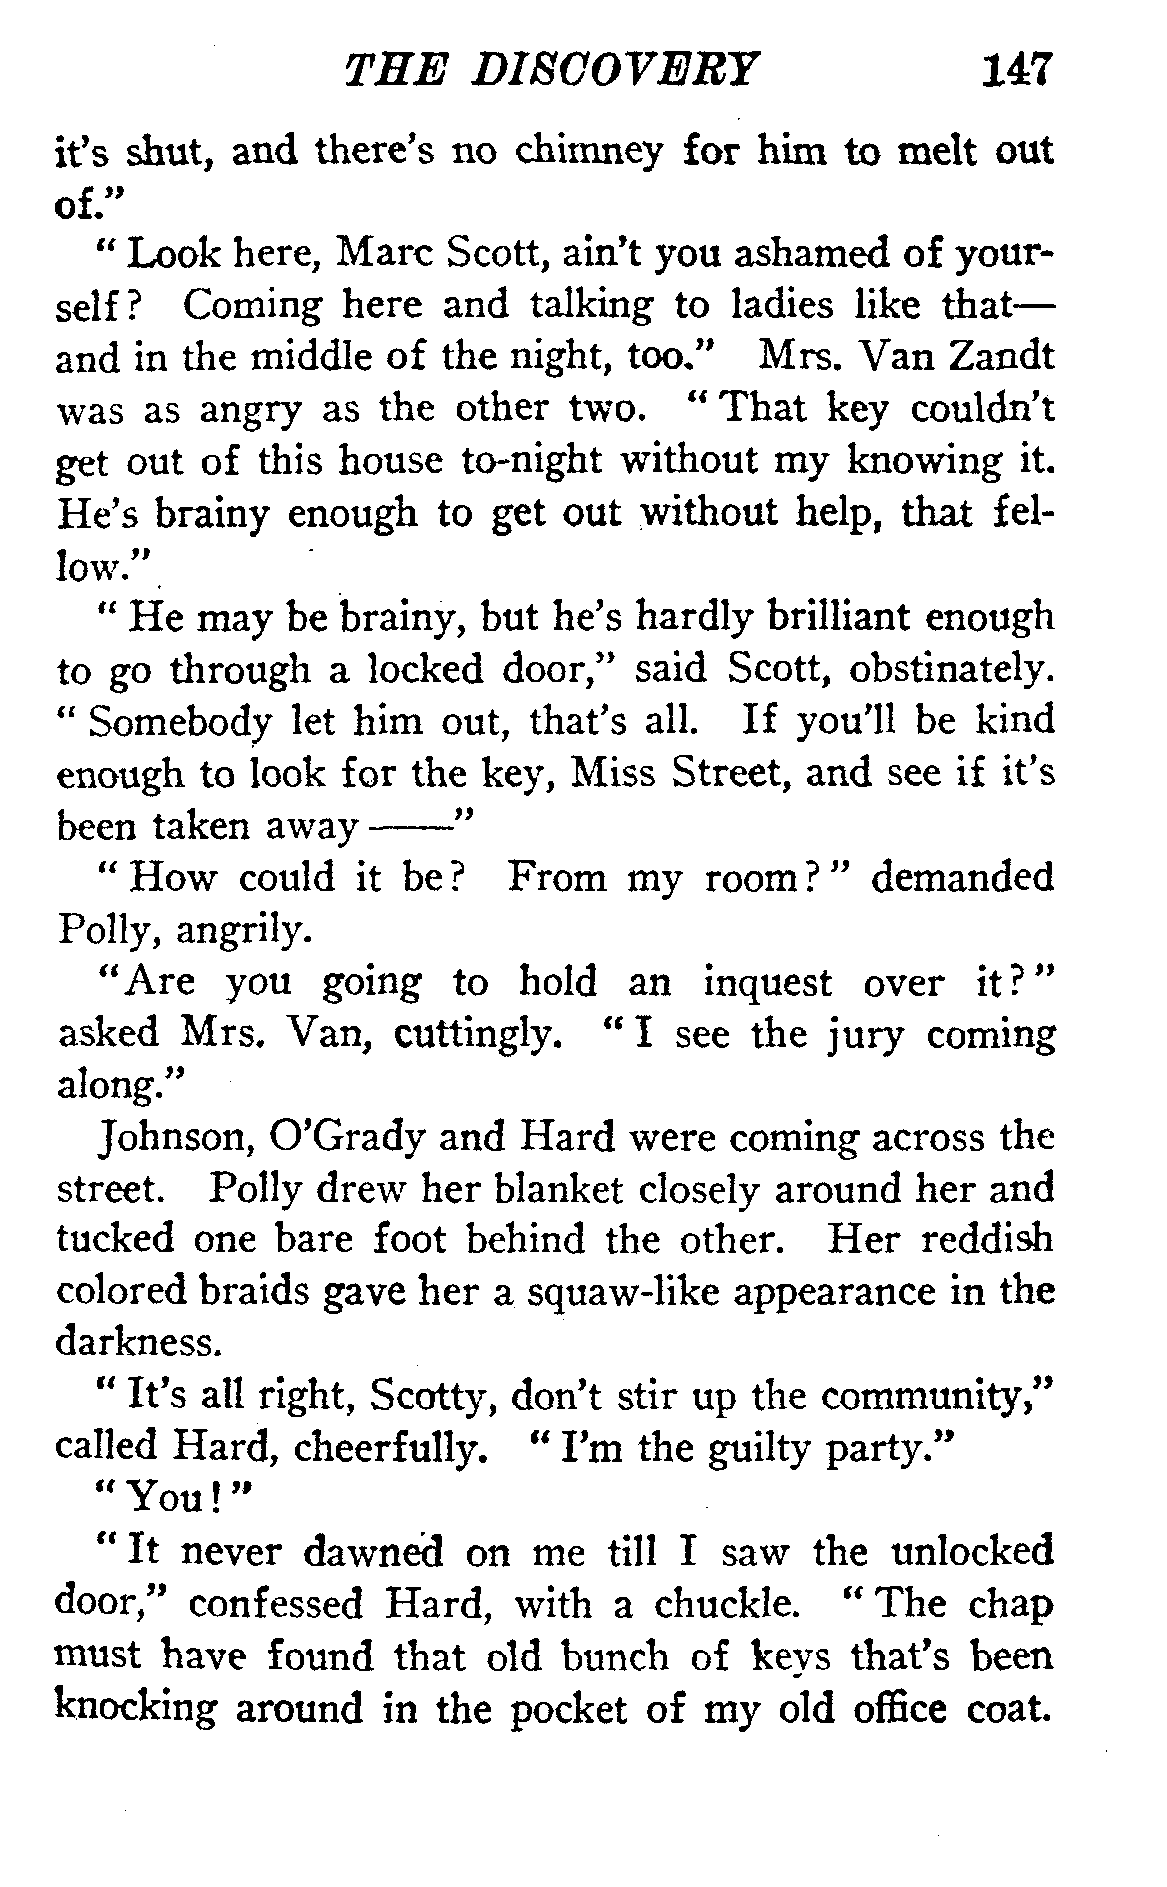 THE DISCOVERY 147
it's shut, and there's no chimney for him to melt out
of."
" Look here, Marc Scott, ain't you ashamed of your-
self? Coming here and talking to ladies like that—
and in the middle of the night, too." Mrs. Van Zandt
was as angry as the other two. " That key couldn't
get out of this house to-night without my knowing it.
He's brainy enough to get out without help, that fel-
low."
" He may be brainy, but he's hardly brilliant enough
to go through a locked door," said Scott, obstinately.
" Somebody let him out, that's all. If you'll be kind
enough to look for the key, Miss Street, and see if it's
been taken away ——"
" How could it be? From my room? " demanded
Polly, angrily.
"Are you going to hold an inquest over it? "
asked Mrs. Van, cuttingly. " I see the jury coming
along."
Johnson, O'Grady and Hard were coming across the
street. Polly drew her blanket closely around her and
tucked one bare foot behind the other. Her reddish
colored braids gave her a squaw-like appearance in the
darkness.
" It's all right, Scotty, don't stir up the community,"
called Hard, cheerfully. " I'm the guilty party."
" You! "
" It never dawned on me till I saw the unlocked
door," confessed Hard, with a chuckle. " The chap
must have found that old bunch of keys that's been
knocking around in the pocket of my old office coat.